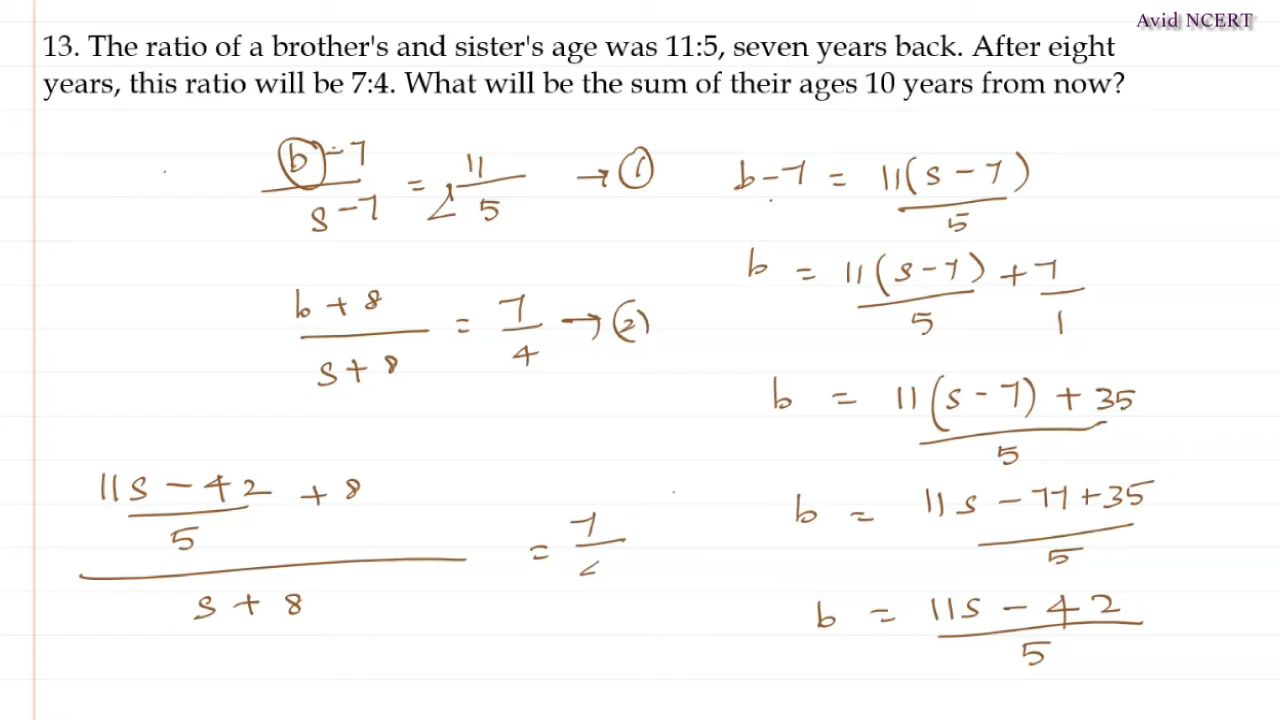 Avid NCERT
13. The ratio of a brother's and sister's age was 11:5, seven years back. After eight
years, this ratio will be 7:4. What will be the sum of their ages 10 years from now?
b - 7 / s - 7 = 11 / 5 → ①
b + 8 / s + 8 = 7 / 4 → ②
b - 7 = 11(s - 7) / 5
b = 11(s - 7) / 5 + 7 / 1
b = 11(s - 7) + 35 / 5
b = 11s - 77 + 35 / 5
b = 11s - 42 / 5
11s - 42 / 5 + 8 / s + 8 = 7 /